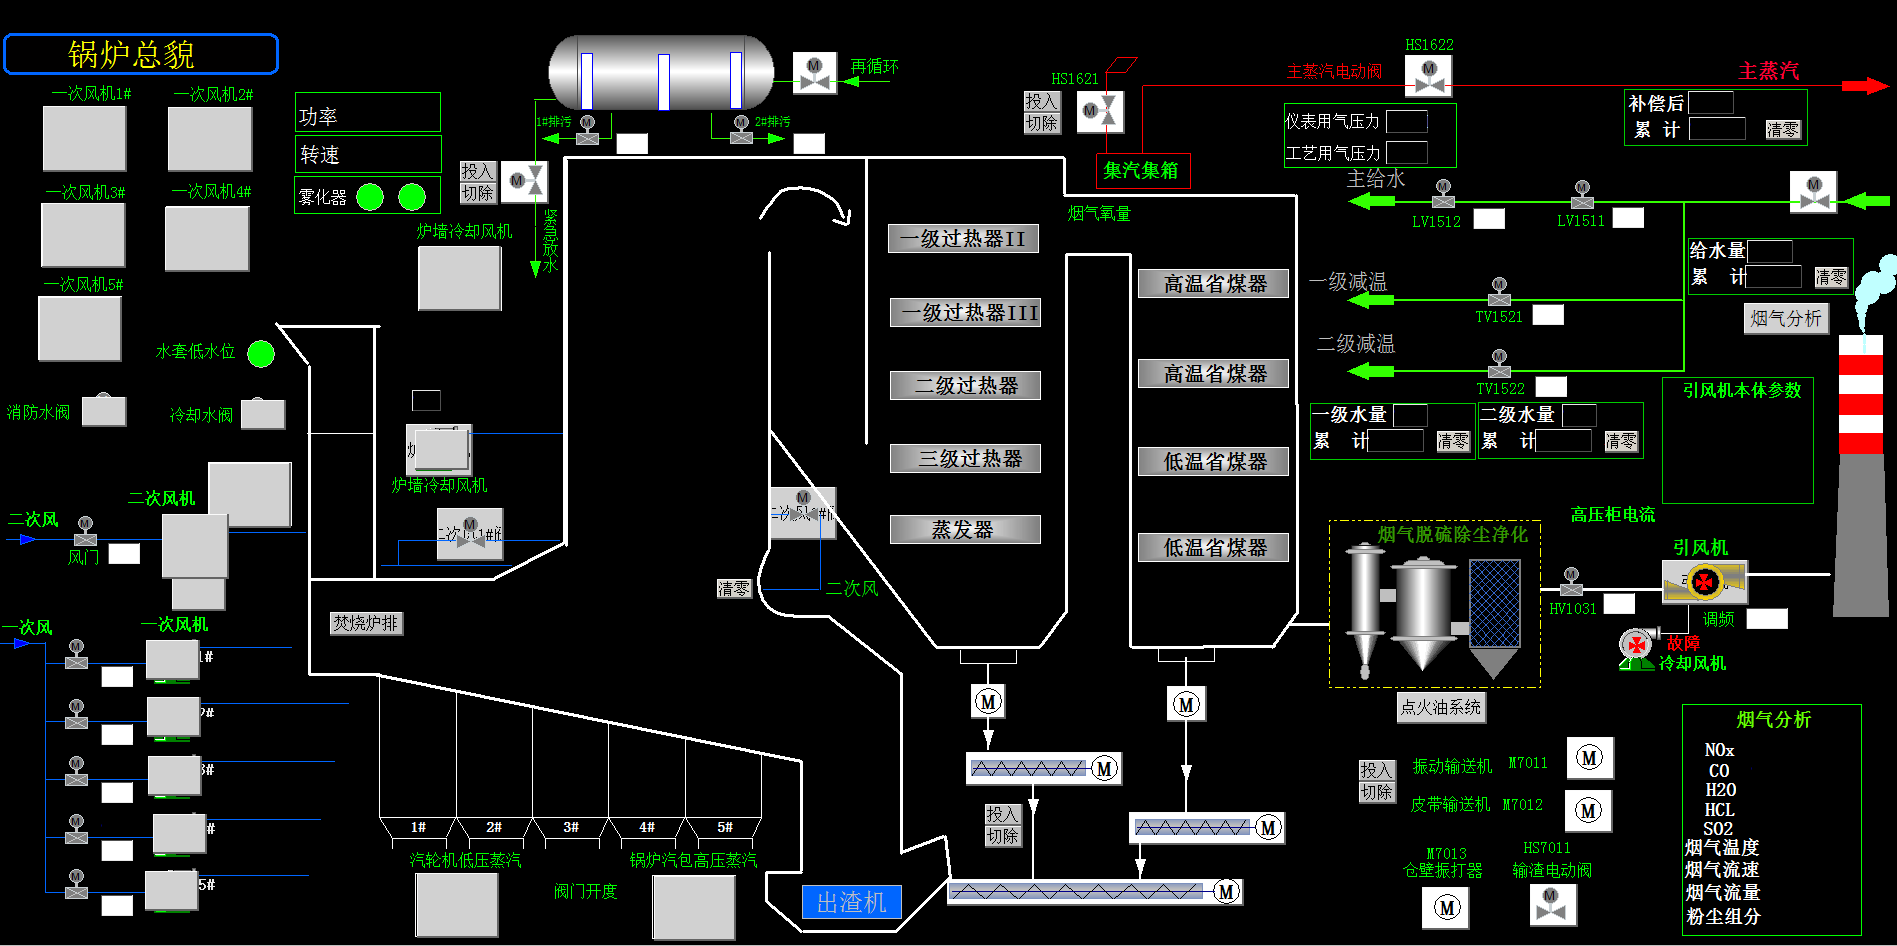 锅炉总貌
一次风机1#
一次风机2#
一次风机3#
一次风机4#
一次风机5#
功率
转速
雾化器
水套低水位
消防水阀
冷却水阀
炉墙冷却风机
投入
切除
紧急放水
1#排污
2#排污
M
M
M
M
再循环
HS1621
投入
切除
M
集汽集箱
烟气氧量
主蒸汽电动阀
HS1622
M
主蒸汽
仪表用气压力
工艺用气压力
补偿后
累 计
清零
主给水
M
LV1512
M
LV1511
M
给水量
累 计
清零
一级减温
M
TV1521
二级减温
M
TV1522
烟气分析
一级水量
累 计
清零
二级水量
累 计
清零
引风机本体参数
一级过热器II
一级过热器III
二级过热器
三级过热器
蒸发器
高温省煤器
高温省煤器
低温省煤器
低温省煤器
炉墙冷却风机
M
M
二次风
清零
焚烧炉排
二次风机
二次风
M
风门
一次风
一次风机
M
1#
M
2#
M
3#
M
#
M
5#
1#
2#
3#
4#
5#
汽轮机低压蒸汽
锅炉汽包高压蒸汽
阀门开度
出渣机
M
M
M
M
M
投入
切除
烟气脱硫除尘净化
点火油系统
高压柜电流
引风机
M
HV1031
调频
故障
冷却风机
投入
切除
振动输送机 M7011
M
皮带输送机 M7012
M
M7013
仓壁振打器
M
HS7011
输渣电动阀
M
烟气分析
NOx
CO
H2O
HCL
SO2
烟气温度
烟气流速
烟气流量
粉尘组分